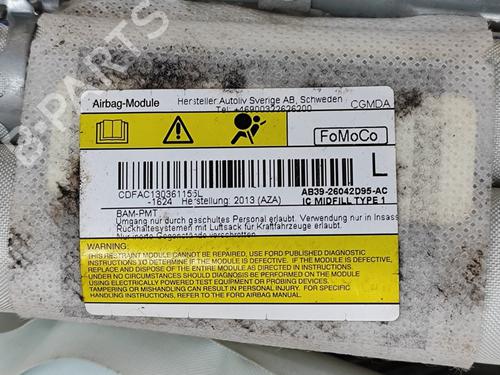 B-PARTS
Airbag-Module
Hersteller Autoliv Sverige AB, Schweden
Tel +4690322626200
CGMDA
FoMoCo
L
CDFAC130361156L
-1624 Herstellung: 2013 (AZA)
AB39-26042D95-AC
IC MIDFILL TYPE 1
BAM-PMT
Umgang nur durch geschultes Personal erlaubt. Verwendung nur in Insass
Rückhaltesystemen mit Luftsack für Kraftfahrzeuge erlaubt.
WARNING:
THIS RESTRAINT MODULE CANNOT BE REPAIRED, USE FORD PUBLISHED DIAGNOSTIC
INSTRUCTIONS TO DETERMINE IF THE MODULE IS DEFECTIVE. IF THE MODULE IS
DEFECTIVE, REPLACE AND DISPOSE OF THE ENTIRE MODULE AS DIRECTED.
UNDER NO CIRCUMSTANCES SHOULD DIAGNOSIS BE PERFORMED ON THE MODULE
USING ELECTRICALLY POWERED TEST EQUIPMENT OR PROBING DEVICES.
TAMPERING OR MISHANDLING CAN RESULT IN PERSONAL INJURY. FOR SPECIFIC
INSTRUCTIONS, REFER TO THE FORD AIRBAG MANUAL.